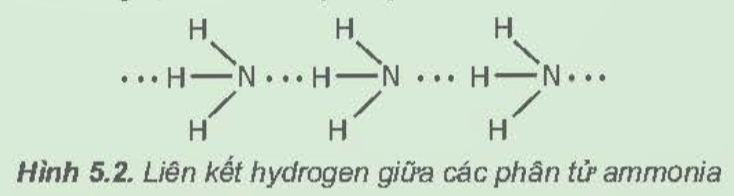 H H H
···H—N···H—N···H—N···
H H H
Hình 5.2. Liên kết hydrogen giữa các phân tử ammonia